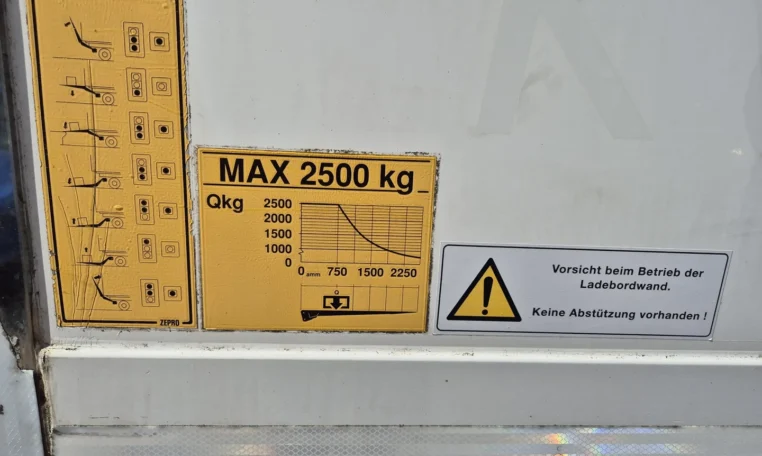 ZEPRO
MAX 2500 kg
Qkg
2500
2000
1500
1000
0
0 amm 750 1500 2250
Q
Vorsicht beim Betrieb der
Ladebordwand.
Keine Abstützung vorhanden !